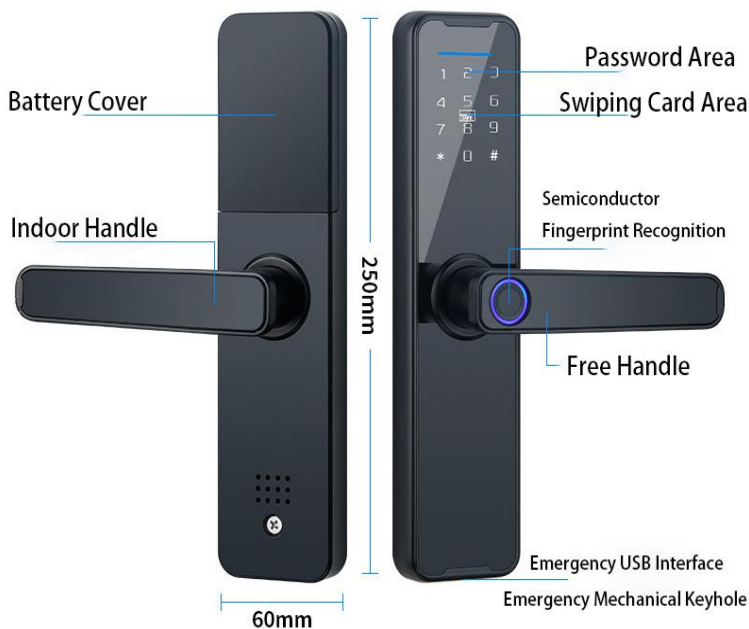 Battery Cover
Indoor Handle
250mm
60mm
1 2 3
4 5 6
7 8 9
* 0 #
Password Area
Swiping Card Area
Semiconductor
Fingerprint Recognition
Free Handle
Emergency USB Interface
Emergency Mechanical Keyhole